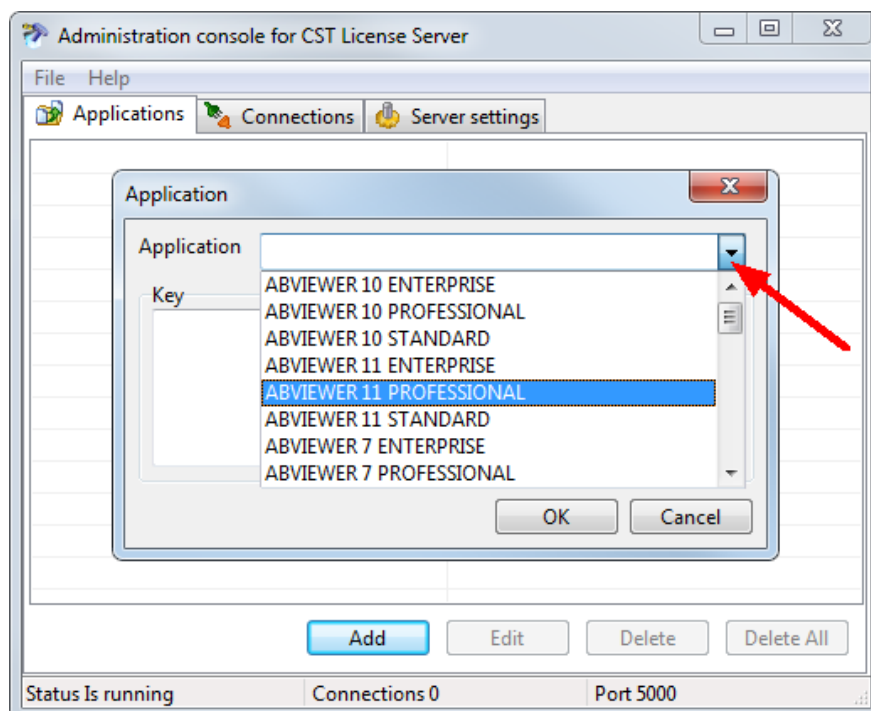 Administration console for CST License Server
File Help
Applications Connections Server settings
Application
Application
ABVIEWER 10 ENTERPRISE
Key
ABVIEWER 10 PROFESSIONAL
ABVIEWER 10 STANDARD
ABVIEWER 11 ENTERPRISE
ABVIEWER 11 PROFESSIONAL
ABVIEWER 11 STANDARD
ABVIEWER 7 ENTERPRISE
ABVIEWER 7 PROFESSIONAL
OK Cancel
Add Edit Delete Delete All
Status Is running Connections 0 Port 5000